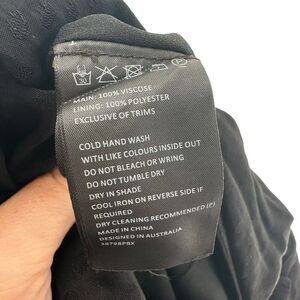 30
MAIN: 100% VISCOSE
LINING: 100% POLYESTER
EXCLUSIVE OF TRIMS
COLD HAND WASH
WITH LIKE COLOURS INSIDE OUT
DO NOT BLEACH OR WRING
DO NOT TUMBLE DRY
DRY IN SHADE
COOL IRON ON REVERSE SIDE IF
REQUIRED
DRY CLEANING RECOMMENDED (P)
MADE IN CHINA
DESIGNED IN AUSTRALIA
38798PBX